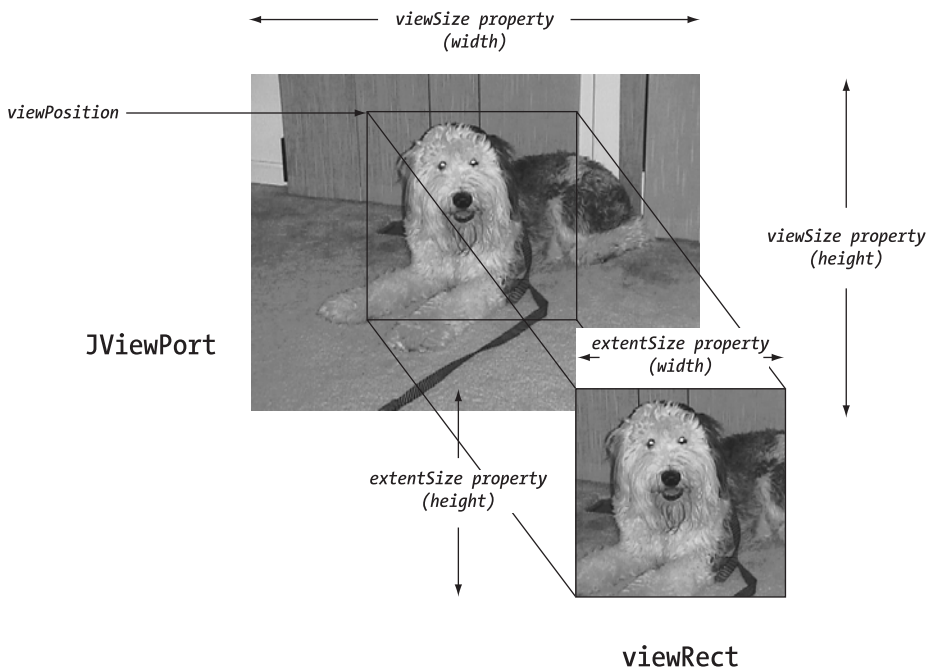 viewSize property
(width)
viewPosition
viewSize property
(height)
JViewPort
extentSize property
(width)
extentSize property
(height)
viewRect